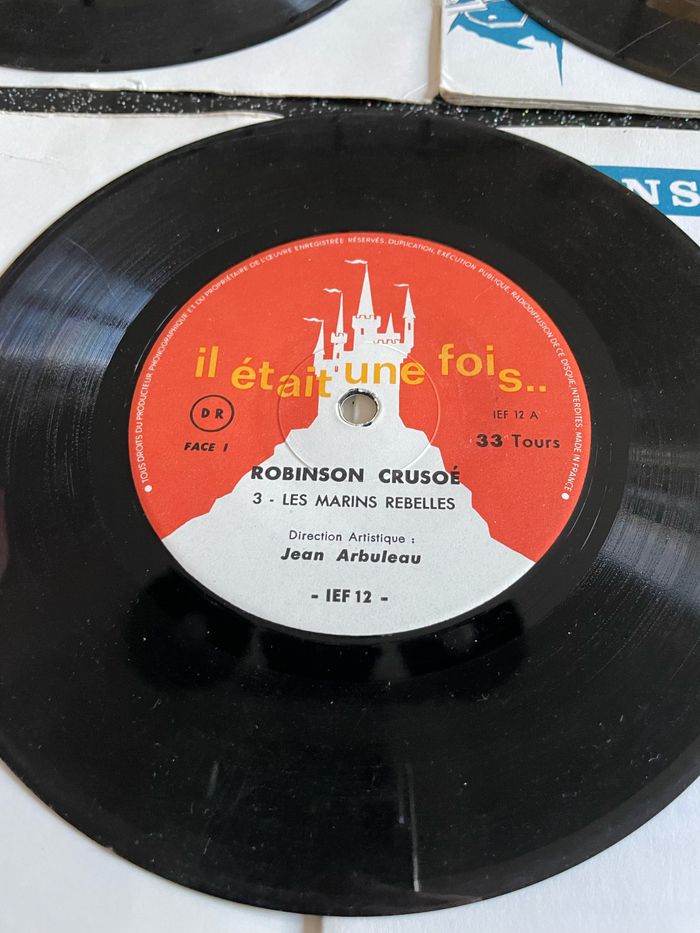 NS
• TOUS DROITS DU PRODUCTEUR PHONOGRAPHIQUE ET DU PROPRIÉTAIRE DE L'ŒUVRE ENREGISTRÉE RÉSERVÉS. DUPLICATION, EXÉCUTION PUBLIQUE, RADIODIFFUSION DE CE DISQUE INTERDITES. MADE IN FRANCE •
il était une fois..
DR
IEF 12 A
FACE 1
33 Tours
ROBINSON CRUSOÉ
3 - LES MARINS REBELLES
Direction Artistique :
Jean Arbuleau
- IEF 12 -